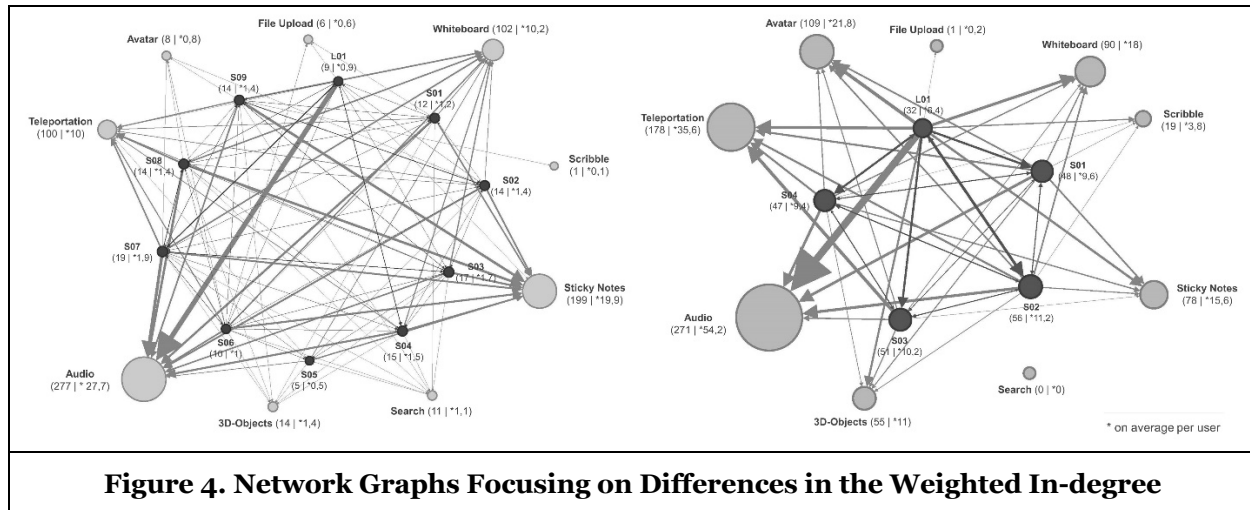 File Upload (6 | *0,6)
Avatar (8 | *0,8)
Whiteboard (102 | *10,2)
L01
(9 | *0,9)
S09
(14 | *1,4)
S01
(12 | *1,2)
Teleportation
(100 | *10)
S08
(14 | *1,4)
Scribble
(1 | *0,1)
S02
(14 | *1,4)
S07
(19 | *1,9)
S03
(17 | *1,7)
Sticky Notes
(199 | *19,9)
S06
(10 | *1)
S04
(15 | *1,5)
Audio
(277 | * 27,7)
S05
(5 | *0,5)
Search (11 | *1,1)
3D-Objects (14 | *1,4)
Avatar (109 | *21,8)
File Upload (1 | *0,2)
Whiteboard (90 | *18)
L01
(32 | *6,4)
Teleportation
(178 | *35,6)
Scribble
(19 | *3,8)
S01
(48 | *9,6)
S04
(47 | *9,4)
Sticky Notes
(78 | *15,6)
S02
(56 | *11,2)
Audio
(271 | *54,2)
S03
(51 | *10,2)
Search (0 | *0)
3D-Objects (55 | *11)
* on average per user
Figure 4. Network Graphs Focusing on Differences in the Weighted In-degree